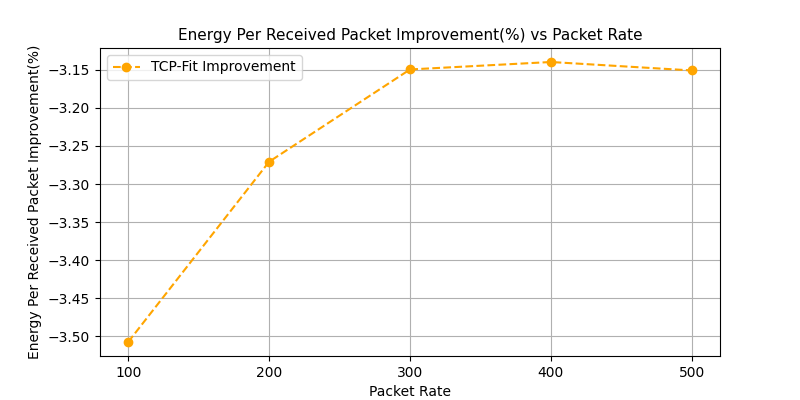 Energy Per Received Packet Improvement(%) vs Packet Rate
TCP-Fit Improvement
Energy Per Received Packet Improvement(%)
−3.15
−3.20
−3.25
−3.30
−3.35
−3.40
−3.45
−3.50
100 200 300 400 500
Packet Rate